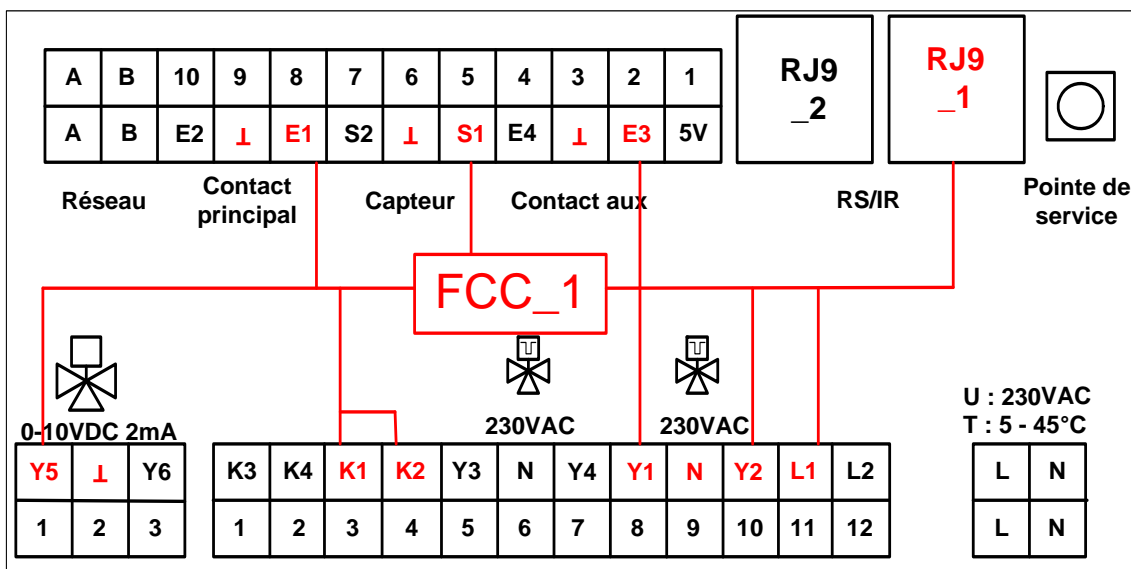 A B 10 9 8 7 6 5 4 3 2 1
A B E2 ⊥ E1 S2 ⊥ S1 E4 ⊥ E3 5V
RJ9
_2
RJ9
_1
Réseau
Contact
principal
Capteur
Contact aux
RS/IR
Pointe de
service
FCC_1
0-10VDC 2mA
230VAC
230VAC
U : 230VAC
T : 5 - 45°C
Y5 ⊥ Y6
1 2 3
K3 K4 K1 K2 Y3 N Y4 Y1 N Y2 L1 L2
1 2 3 4 5 6 7 8 9 10 11 12
L N
L N